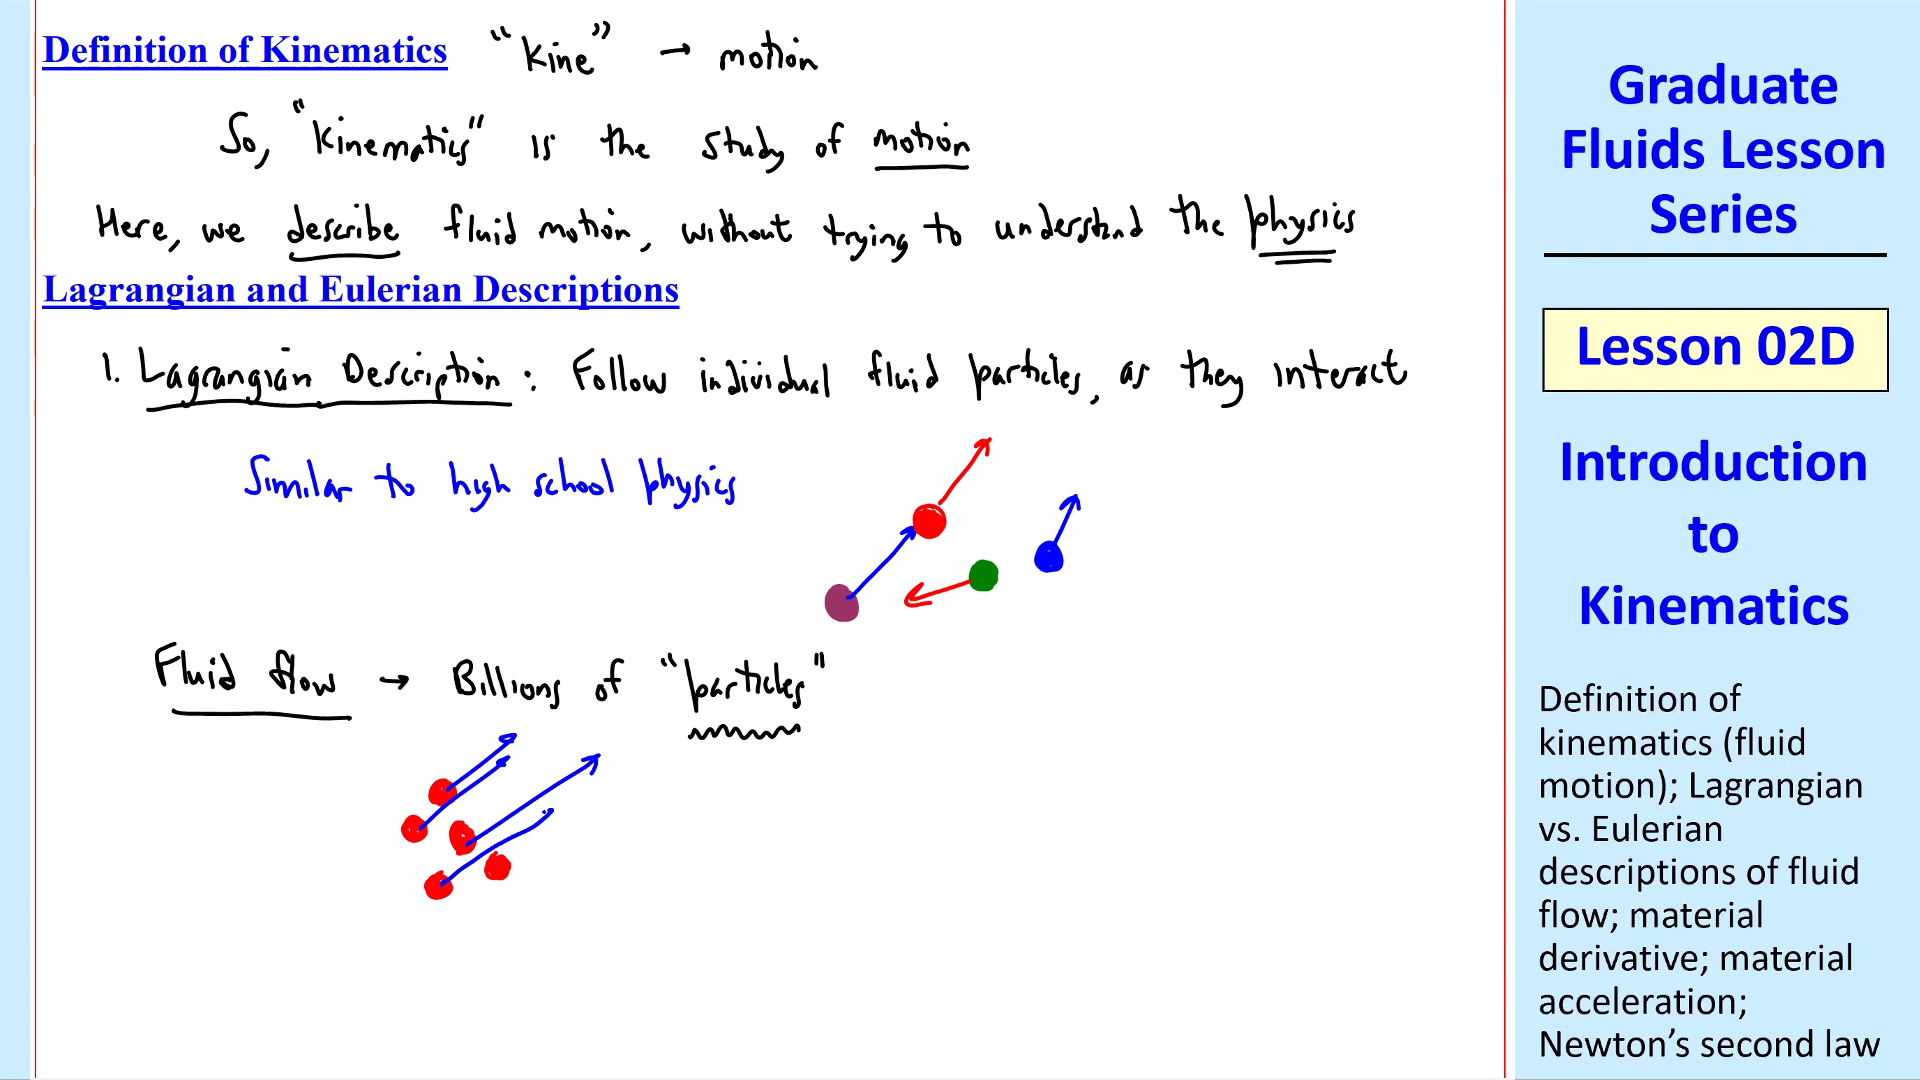 Definition of Kinematics "kine" → motion
So, "kinematics" is the study of motion
Here, we describe fluid motion, without trying to understand the physics
Lagrangian and Eulerian Descriptions
1. Lagrangian Description: Follow individual fluid particles, as they interact
Similar to high school physics
Fluid flow → Billions of "particles"
Graduate
Fluids Lesson
Series
Lesson 02D
Introduction
to
Kinematics
Definition of
kinematics (fluid
motion); Lagrangian
vs. Eulerian
descriptions of fluid
flow; material
derivative; material
acceleration;
Newton's second law